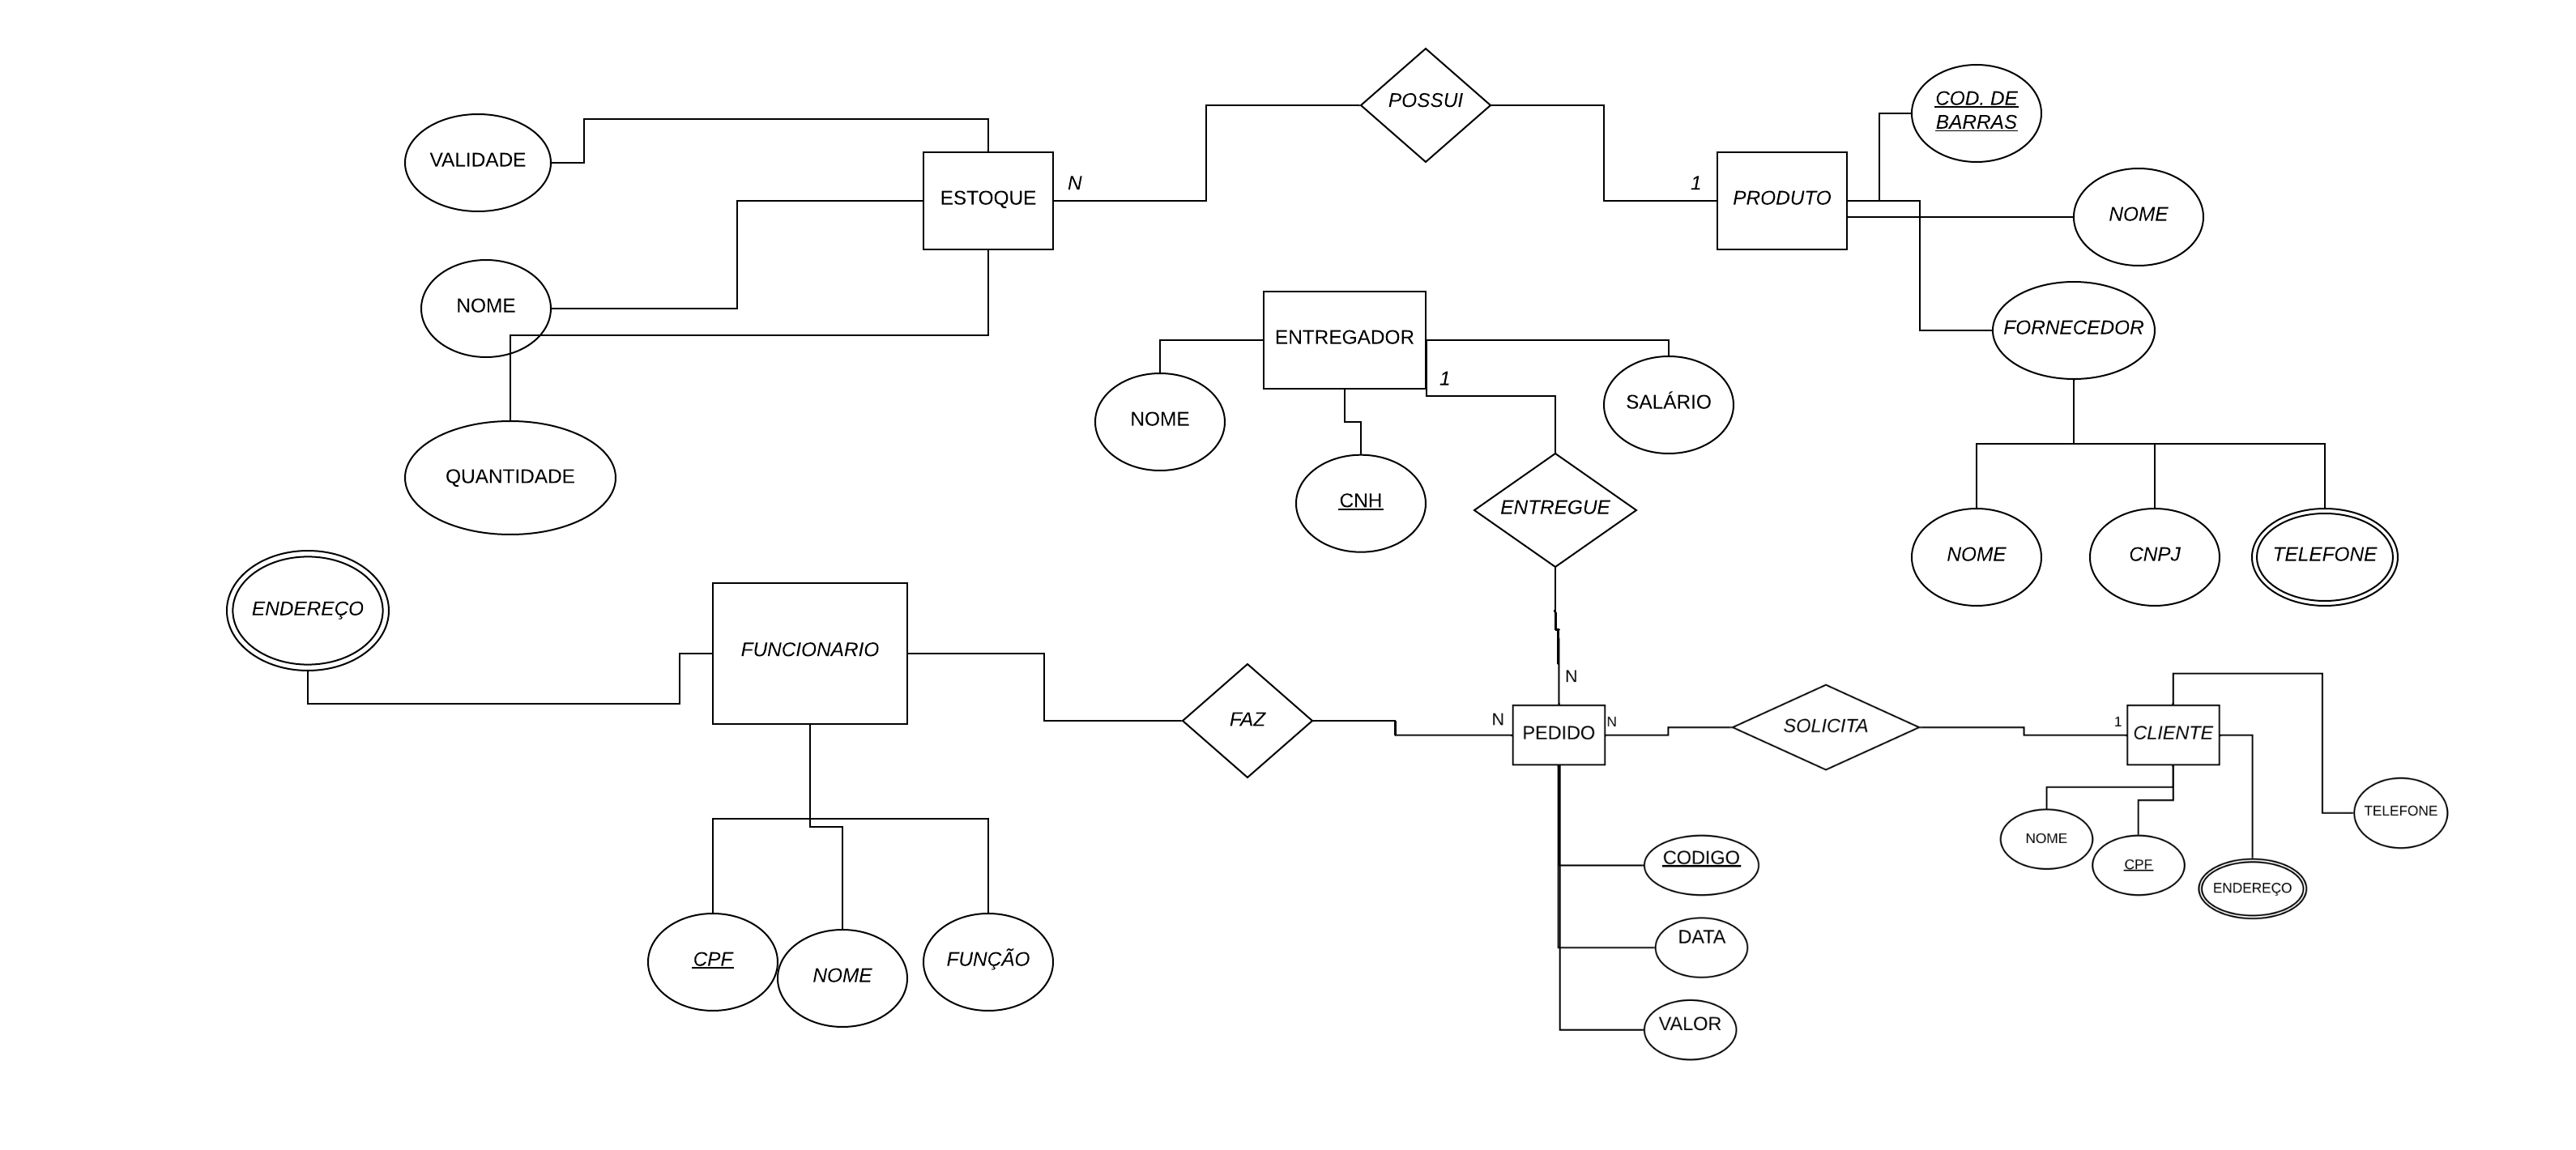 POSSUI
COD. DE
BARRAS
VALIDADE
ESTOQUE
N
1
PRODUTO
NOME
NOME
ENTREGADOR
FORNECEDOR
1
NOME
SALÁRIO
QUANTIDADE
CNH
ENTREGUE
NOME
CNPJ
TELEFONE
ENDEREÇO
FUNCIONARIO
N
FAZ
N
PEDIDO
N
SOLICITA
1
CLIENTE
TELEFONE
NOME
CODIGO
CPF
ENDEREÇO
DATA
CPF
NOME
FUNÇÃO
VALOR